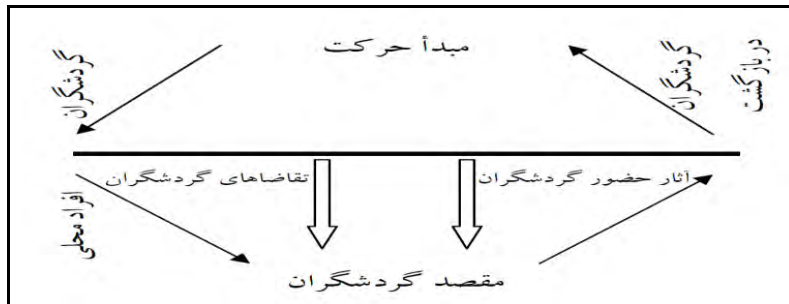 مبدأ حرکت
گردشگران
در بازگشت
گردشگران
آثار حضور گردشگران
تقاضاهای گردشگران
افراد محلی
مقصد گردشگران